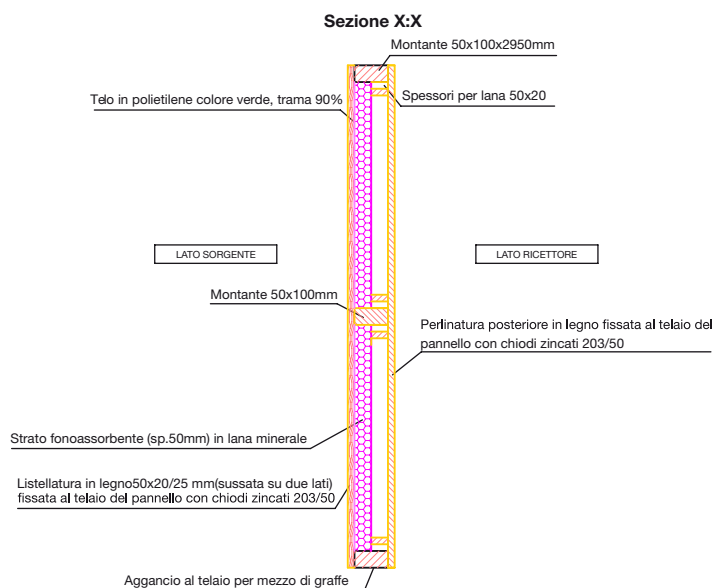 Sezione X:X
Montante 50x100x2950mm
Telo in polietilene colore verde, trama 90%
Spessori per lana 50x20
LATO SORGENTE
LATO RICETTORE
Montante 50x100mm
Perlinatura posteriore in legno fissata al telaio del
pannello con chiodi zincati 203/50
Strato fonoassorbente (sp.50mm) in lana minerale
Listellatura in legno50x20/25 mm(sussata su due lati)
fissata al telaio del pannello con chiodi zincati 203/50
Aggancio al telaio per mezzo di graffe